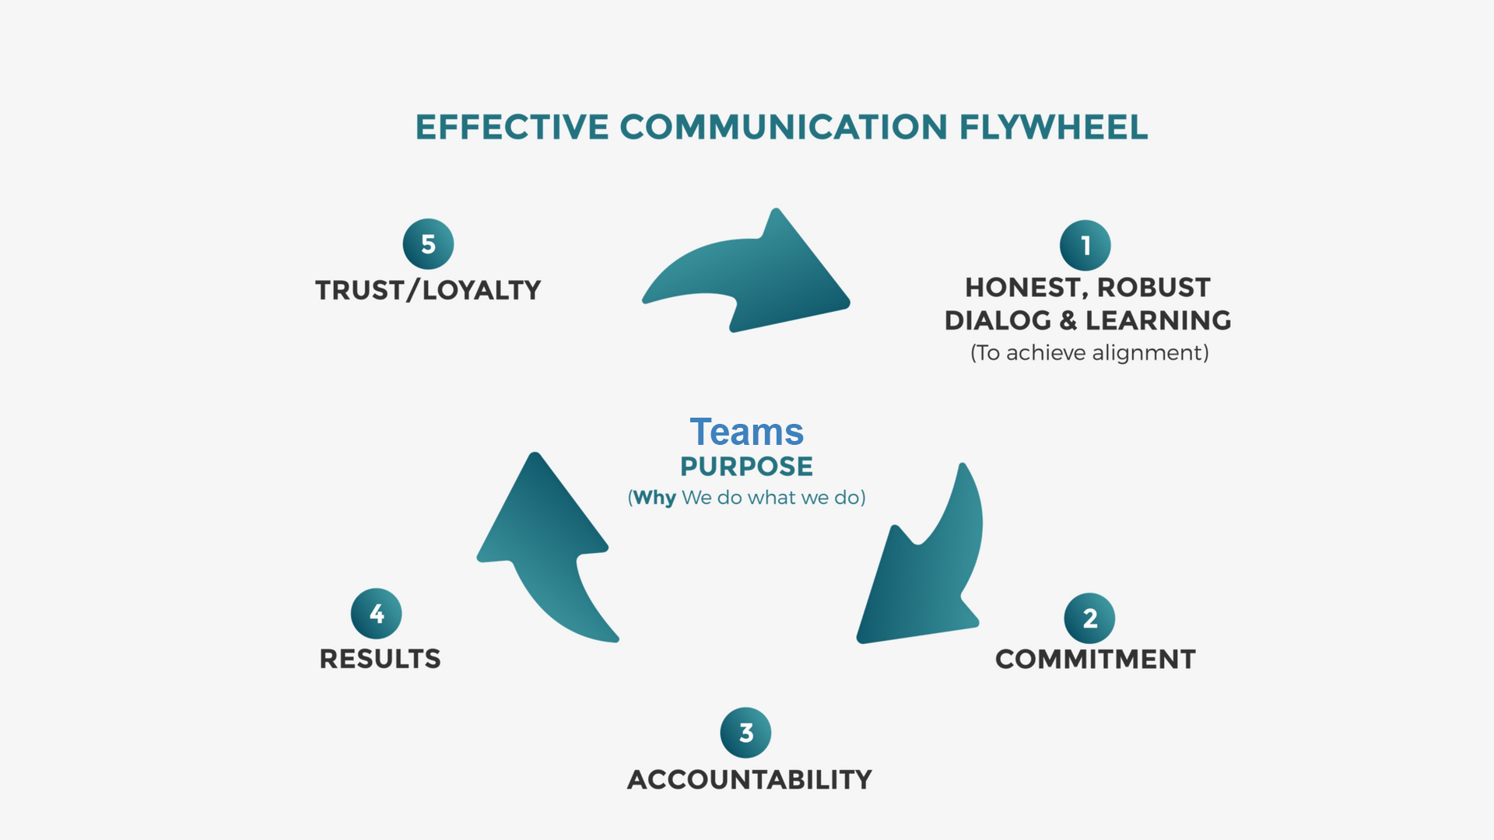 EFFECTIVE COMMUNICATION FLYWHEEL
5
TRUST/LOYALTY
1
HONEST, ROBUST
DIALOG & LEARNING
(To achieve alignment)
Teams
PURPOSE
(Why We do what we do)
4
RESULTS
2
COMMITMENT
3
ACCOUNTABILITY